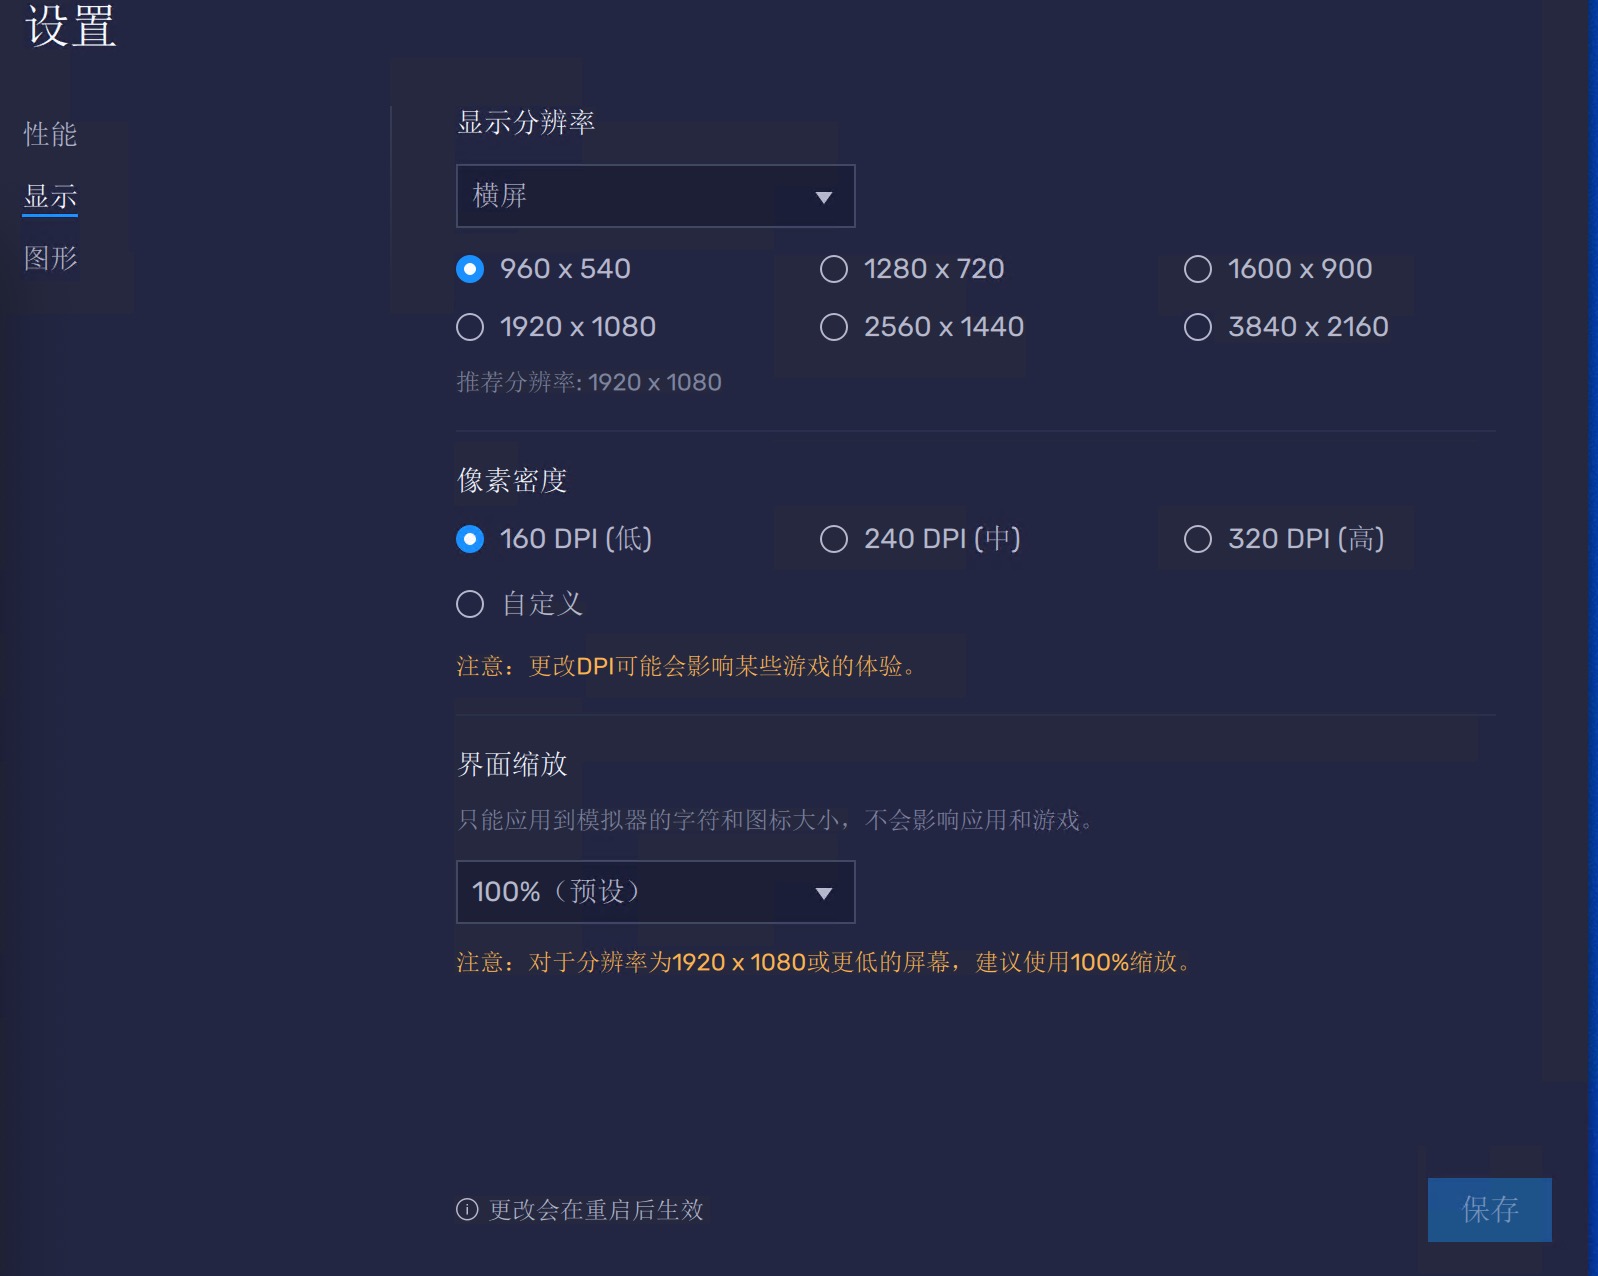 设置
性能
显示
图形
显示分辨率
横屏
960 x 540
1280 x 720
1600 x 900
1920 x 1080
2560 x 1440
3840 x 2160
推荐分辨率: 1920 x 1080
像素密度
160 DPI (低)
240 DPI (中)
320 DPI (高)
自定义
注意：更改DPI可能会影响某些游戏的体验。
界面缩放
只能应用到模拟器的字符和图标大小，不会影响应用和游戏。
100%（预设）
注意：对于分辨率为1920 x 1080或更低的屏幕，建议使用100%缩放。
更改会在重启后生效
保存